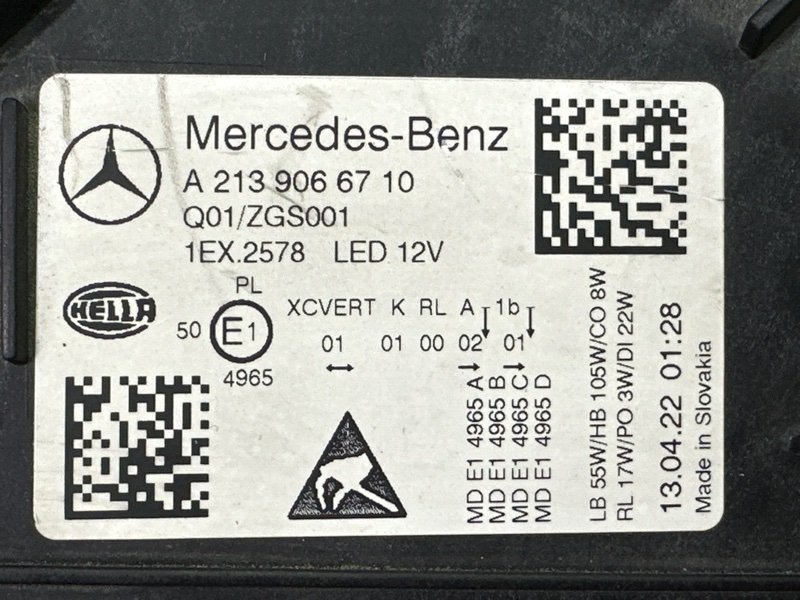 Mercedes-Benz
A 213 906 67 10
Q01/ZGS001
1EX.2578 LED 12V
HELLA
PL
50 E1
4965
XCVERT K RL A 1b
01 01 00 02 01
MD E1 4965 A
MD E1 4965 B
MD E1 4965 C
MD E1 4965 D
LB 55W/HB 105W/CO 8W
RL 17W/PO 3W/DI 22W
13.04.22 01:28
Made in Slovakia